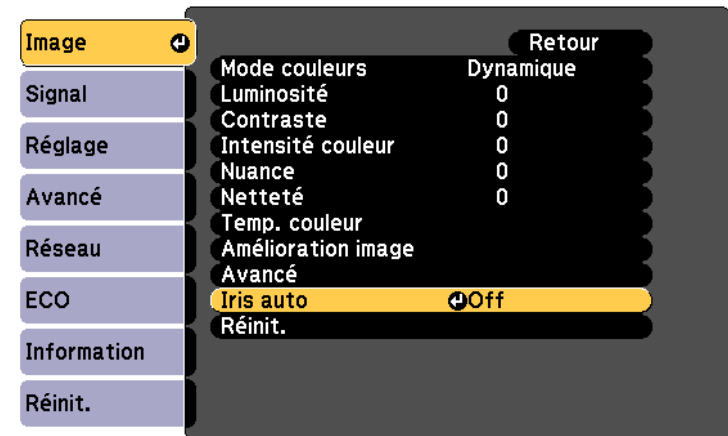 Image
Signal
Réglage
Avancé
Réseau
ECO
Information
Réinit.
Retour
Mode couleurs Dynamique
Luminosité 0
Contraste 0
Intensité couleur 0
Nuance 0
Netteté 0
Temp. couleur
Amélioration image
Avancé
Iris auto Off
Réinit.